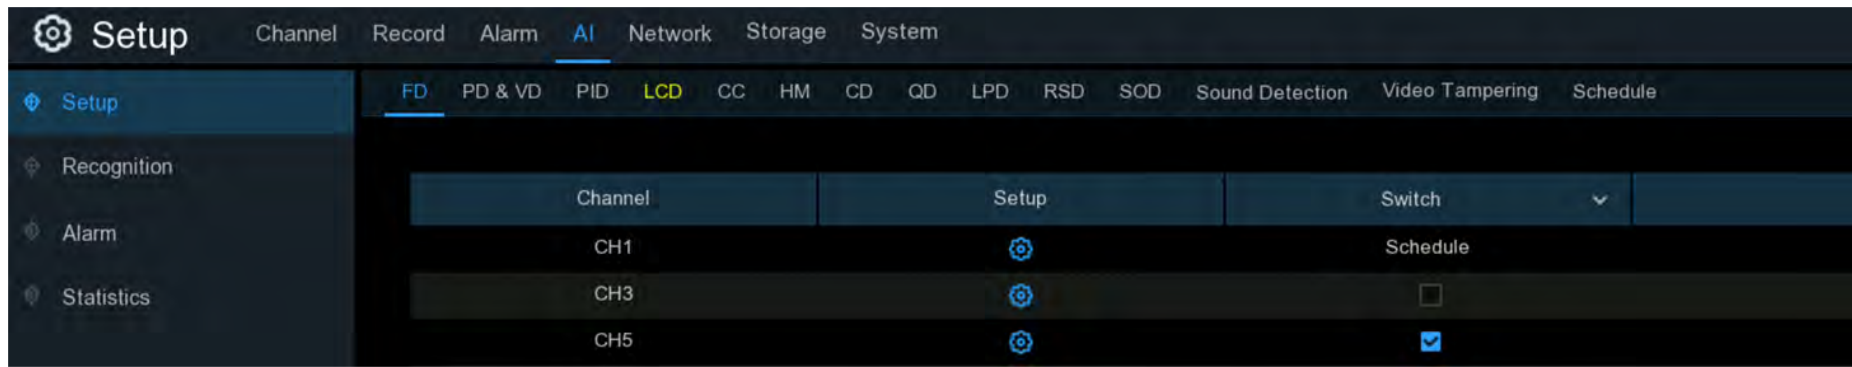 Setup Channel Record Alarm AI Network Storage System
Setup FD PD & VD PID LCD CC HM CD QD LPD RSD SOD Sound Detection Video Tampering Schedule
Recognition
Channel Setup Switch
Alarm
CH1 Schedule
Statistics
CH3
CH5